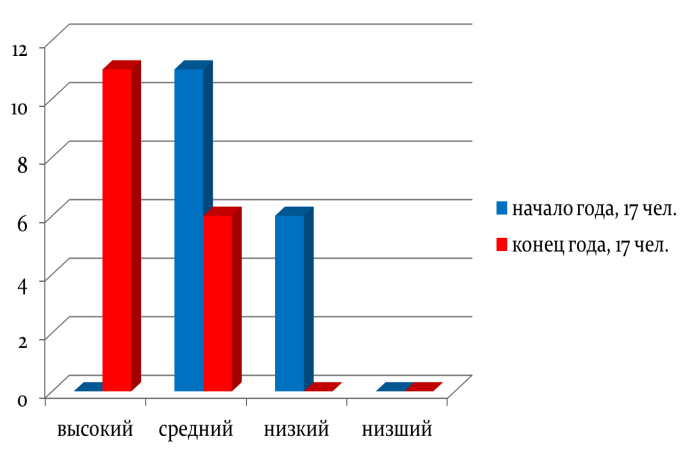 12
10
8
6
4
2
0
высокий средний низкий низший
начало года, 17 чел.
конец года, 17 чел.